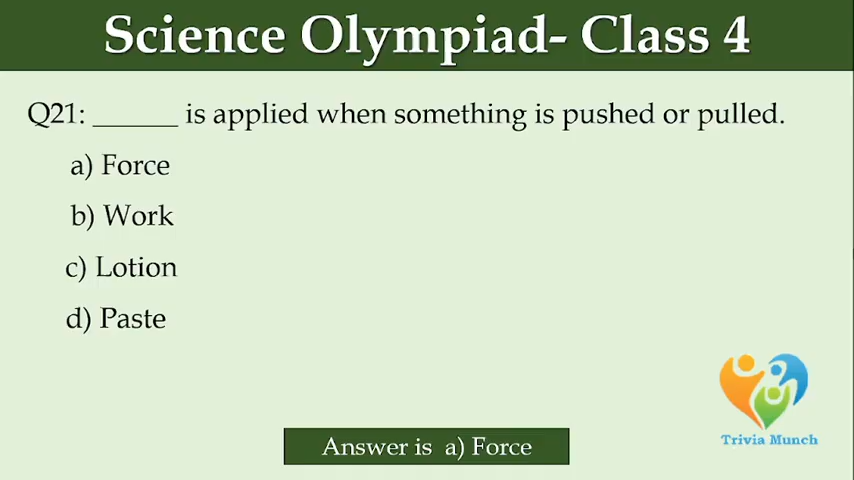 Science Olympiad- Class 4
Q21: ______ is applied when something is pushed or pulled.
a) Force
b) Work
c) Lotion
d) Paste
Trivia Munch
Answer is a) Force